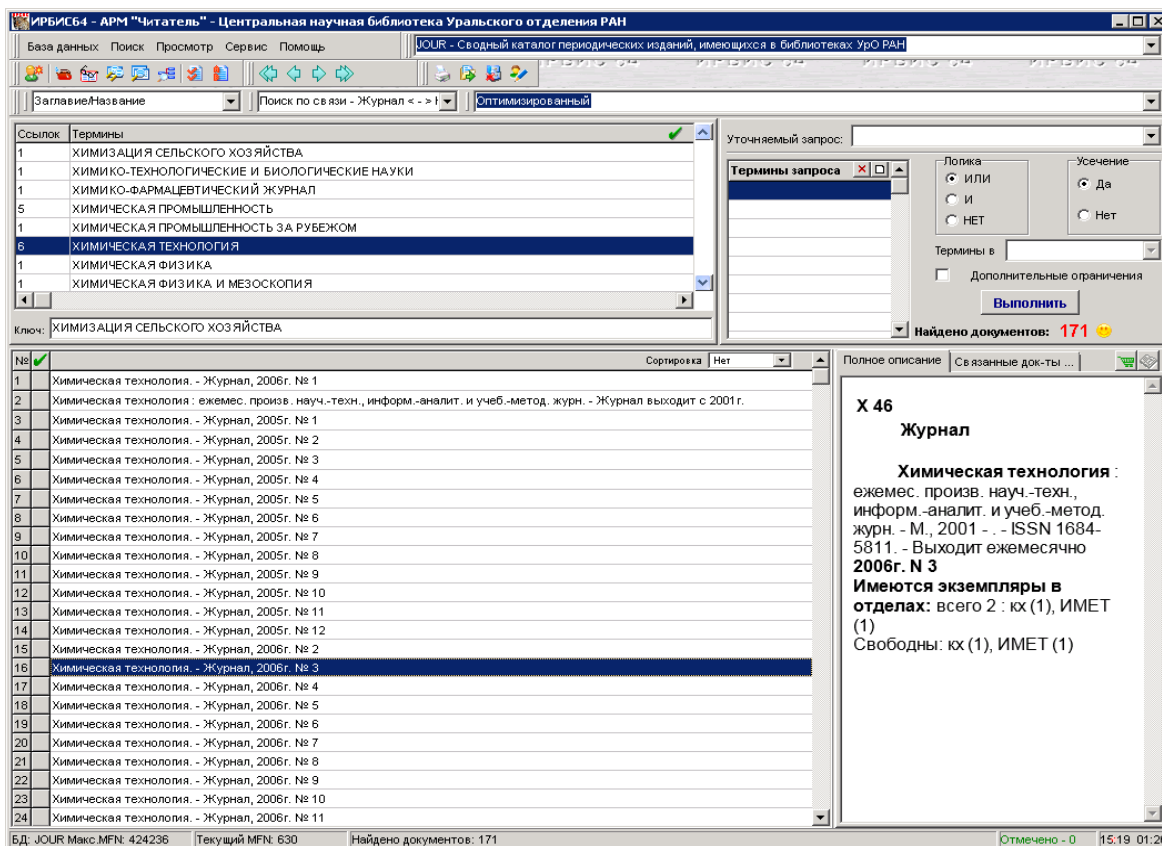 ИРБИС64 - АРМ "Читатель" - Центральная научная библиотека Уральского отделения РАН
База данных Поиск Просмотр Сервис Помощь
JOUR - Сводный каталог периодических изданий, имеющихся в библиотеках УрО РАН
Заглавие/Название
Поиск по связи - Журнал < - >
Оптимизированный
Ссылок Термины
1 ХИМИЗАЦИЯ СЕЛЬСКОГО ХОЗЯЙСТВА
1 ХИМИКО-ТЕХНОЛОГИЧЕСКИЕ И БИОЛОГИЧЕСКИЕ НАУКИ
1 ХИМИКО-ФАРМАЦЕВТИЧЕСКИЙ ЖУРНАЛ
5 ХИМИЧЕСКАЯ ПРОМЫШЛЕННОСТЬ
1 ХИМИЧЕСКАЯ ПРОМЫШЛЕННОСТЬ ЗА РУБЕЖОМ
6 ХИМИЧЕСКАЯ ТЕХНОЛОГИЯ
1 ХИМИЧЕСКАЯ ФИЗИКА
1 ХИМИЧЕСКАЯ ФИЗИКА И МЕЗОСКОПИЯ
Ключ: ХИМИЗАЦИЯ СЕЛЬСКОГО ХОЗЯЙСТВА
Уточняемый запрос:
Термины запроса
Логика
ИЛИ
И
НЕТ
Усечение
Да
Нет
Термины в
Дополнительные ограничения
Выполнить
Найдено документов: 171
№ Сортировка Нет
1 Химическая технология. - Журнал, 2006г. № 1
2 Химическая технология : ежемес. произв. науч.-техн., информ.-аналит. и учеб.-метод. журн. - Журнал выходит с 2001г.
3 Химическая технология. - Журнал, 2005г. № 1
4 Химическая технология. - Журнал, 2005г. № 2
5 Химическая технология. - Журнал, 2005г. № 3
6 Химическая технология. - Журнал, 2005г. № 4
7 Химическая технология. - Журнал, 2005г. № 5
8 Химическая технология. - Журнал, 2005г. № 6
9 Химическая технология. - Журнал, 2005г. № 7
10 Химическая технология. - Журнал, 2005г. № 8
11 Химическая технология. - Журнал, 2005г. № 9
12 Химическая технология. - Журнал, 2005г. № 10
13 Химическая технология. - Журнал, 2005г. № 11
14 Химическая технология. - Журнал, 2005г. № 12
15 Химическая технология. - Журнал, 2006г. № 2
16 Химическая технология. - Журнал, 2006г. № 3
17 Химическая технология. - Журнал, 2006г. № 4
18 Химическая технология. - Журнал, 2006г. № 5
19 Химическая технология. - Журнал, 2006г. № 6
20 Химическая технология. - Журнал, 2006г. № 7
21 Химическая технология. - Журнал, 2006г. № 8
22 Химическая технология. - Журнал, 2006г. № 9
23 Химическая технология. - Журнал, 2006г. № 10
24 Химическая технология. - Журнал, 2006г. № 11
Полное описание Связанные док-ты ...
Х 46
Журнал
Химическая технология :
ежемес. произв. науч.-техн.,
информ.-аналит. и учеб.-метод.
журн. - М., 2001 - . - ISSN 1684-
5811. - Выходит ежемесячно
2006г. N 3
Имеются экземпляры в
отделах: всего 2 : кх (1), ИМЕТ
(1)
Свободны: кх (1), ИМЕТ (1)
БД: JOUR Макс.MFN: 424236 Текущий MFN: 630 Найдено документов: 171 Отмечено - 0 15:19